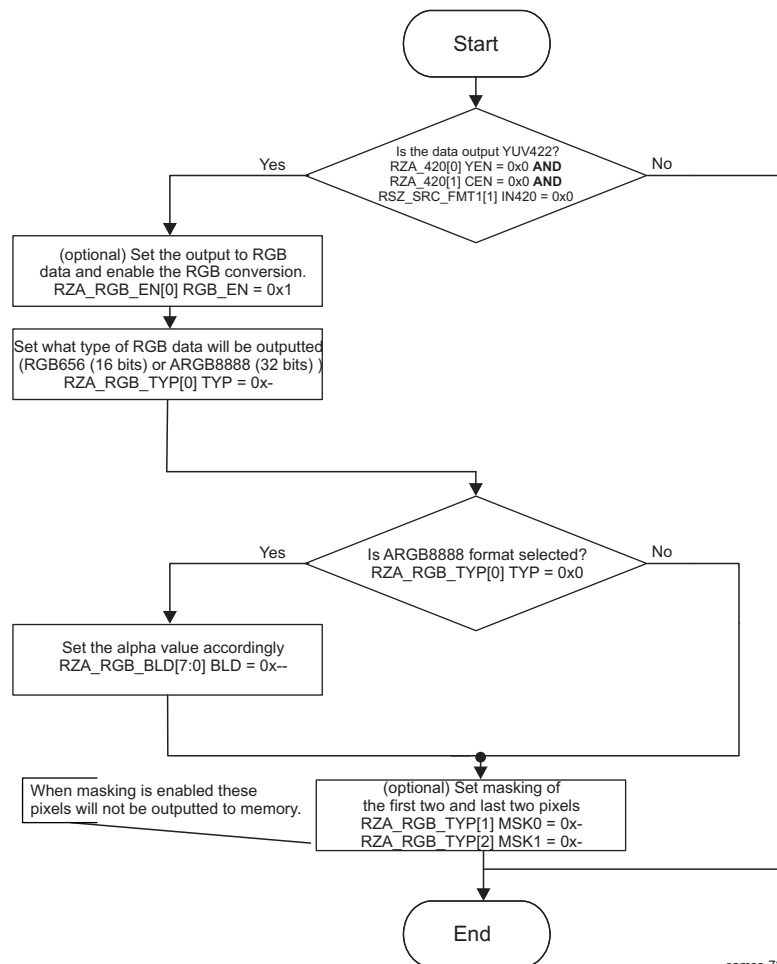 Start
Is the data output YUV422?
RZA_420[0] YEN = 0x0 AND
RZA_420[1] CEN = 0x0 AND
RSZ_SRC_FMT1[1] IN420 = 0x0
Yes
No
(optional) Set the output to RGB
data and enable the RGB conversion.
RZA_RGB_EN[0] RGB_EN = 0x1
Set what type of RGB data will be outputted
(RGB656 (16 bits) or ARGB8888 (32 bits) )
RZA_RGB_TYP[0] TYP = 0x-
Is ARGB8888 format selected?
RZA_RGB_TYP[0] TYP = 0x0
Yes
No
Set the alpha value accordingly
RZA_RGB_BLD[7:0] BLD = 0x--
When masking is enabled these
pixels will not be outputted to memory.
(optional) Set masking of
the first two and last two pixels
RZA_RGB_TYP[1] MSK0 = 0x-
RZA_RGB_TYP[2] MSK1 = 0x-
End